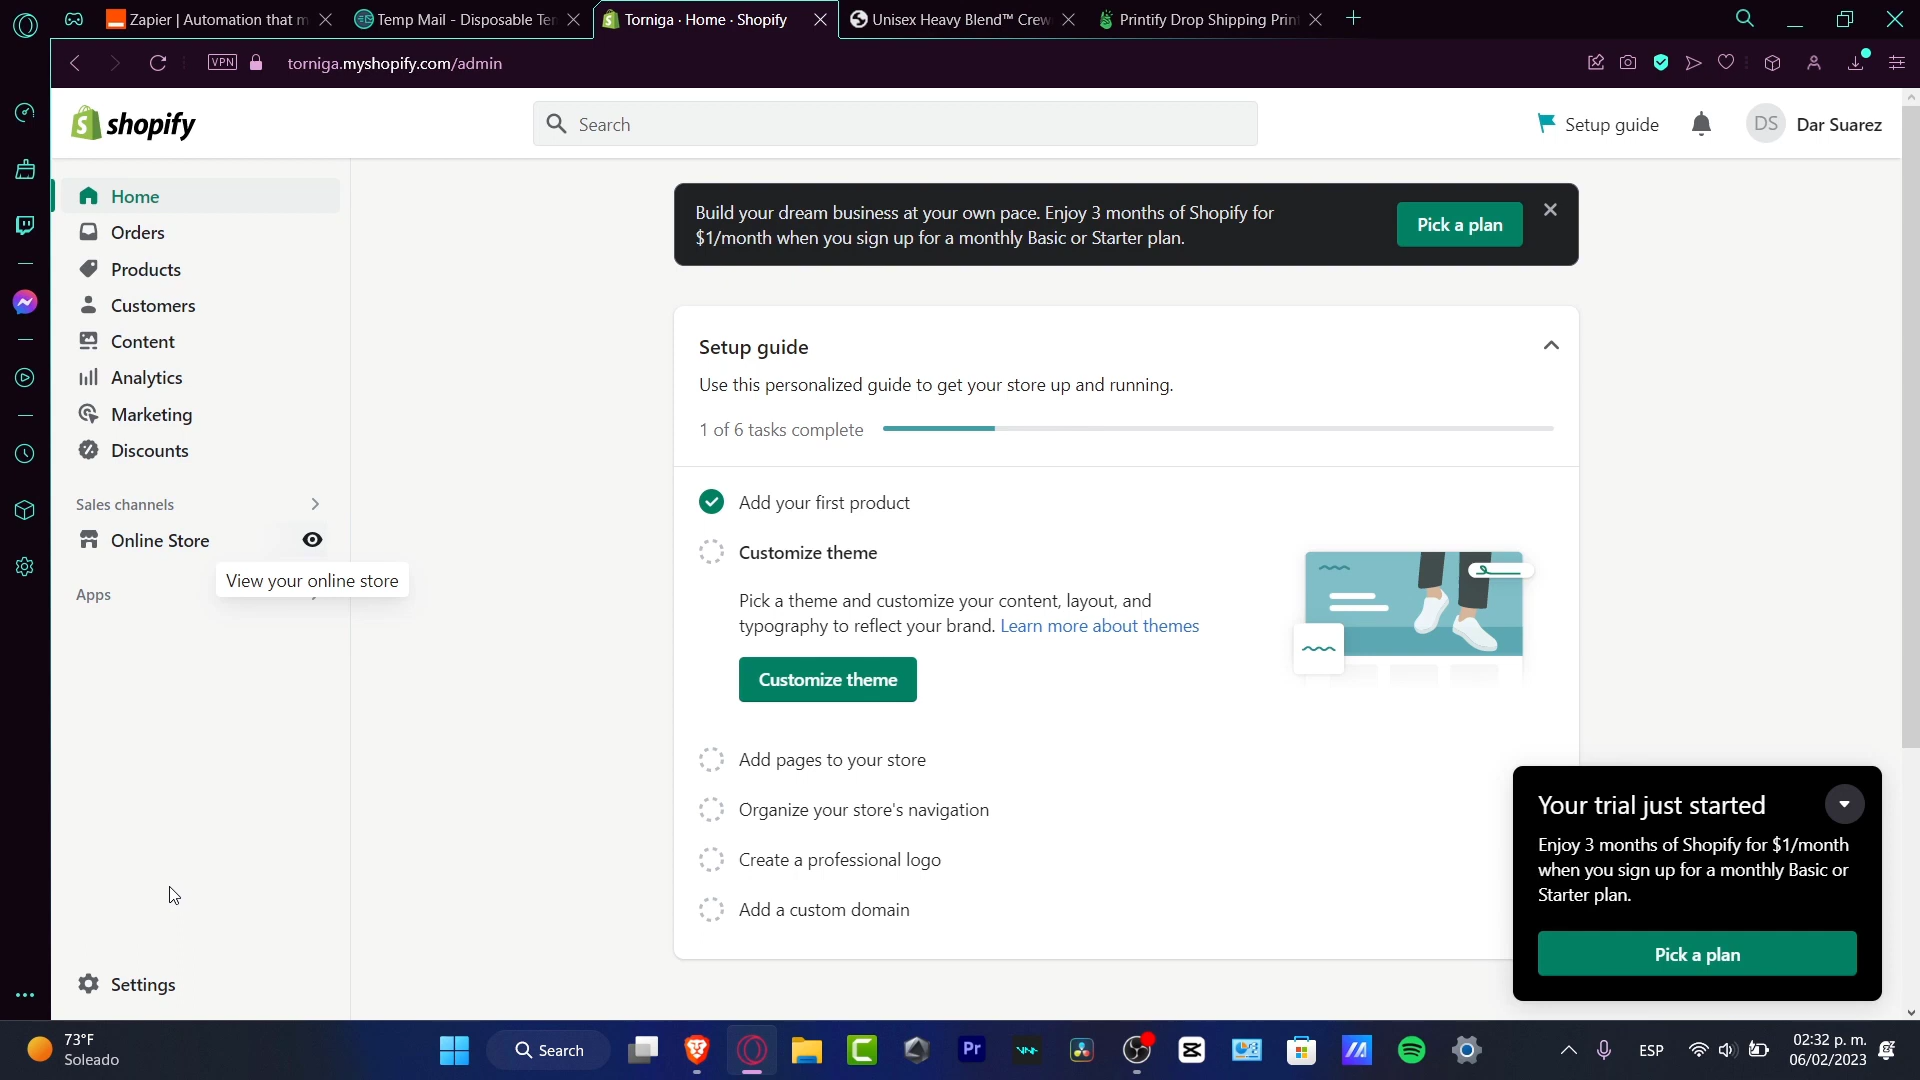 Zapier | Automation that m
Temp Mail - Disposable Ten
Torniga · Home · Shopify
Unisex Heavy Blend™ Crew
Printify Drop Shipping Prin
VPN
torniga.myshopify.com/admin
shopify
Search
Setup guide
DS
Dar Suarez
Home
Orders
Products
Customers
Content
Analytics
Marketing
Discounts
Sales channels
Online Store
View your online store
Apps
Settings
Build your dream business at your own pace. Enjoy 3 months of Shopify for
$1/month when you sign up for a monthly Basic or Starter plan.
Pick a plan
Setup guide
Use this personalized guide to get your store up and running.
1 of 6 tasks complete
Add your first product
Customize theme
Pick a theme and customize your content, layout, and
typography to reflect your brand. Learn more about themes
Customize theme
Add pages to your store
Organize your store's navigation
Create a professional logo
Add a custom domain
Your trial just started
Enjoy 3 months of Shopify for $1/month
when you sign up for a monthly Basic or
Starter plan.
Pick a plan
73°F
Soleado
Search
Pr
ESP
02:32 p. m.
06/02/2023